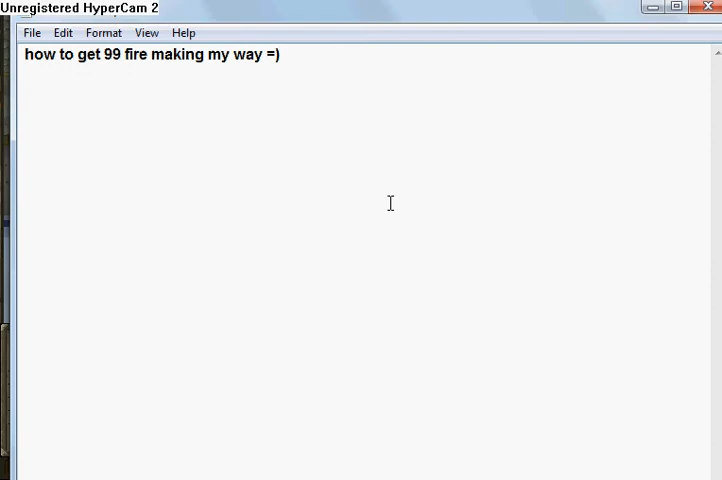 Unregistered HyperCam 2
File Edit Format View Help
how to get 99 fire making my way =)